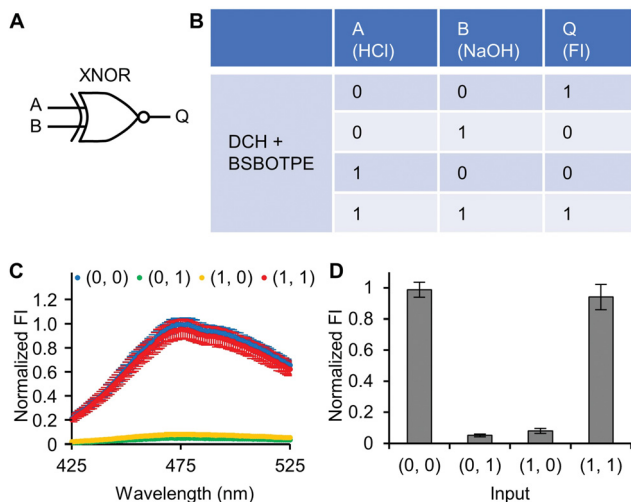 A
XNOR
A
B
Q
B
A
(HCl)
B
(NaOH)
Q
(FI)
DCH +
BSBOTPE
0 0 1
0 1 0
1 0 0
1 1 1
C
(0, 0) (0, 1) (1, 0) (1, 1)
Normalized FI
1.2
1.0
0.8
0.6
0.4
0.2
0
425 475 525
Wavelength (nm)
D
Normalized FI
1
0.8
0.6
0.4
0.2
0
(0, 0) (0, 1) (1, 0) (1, 1)
Input